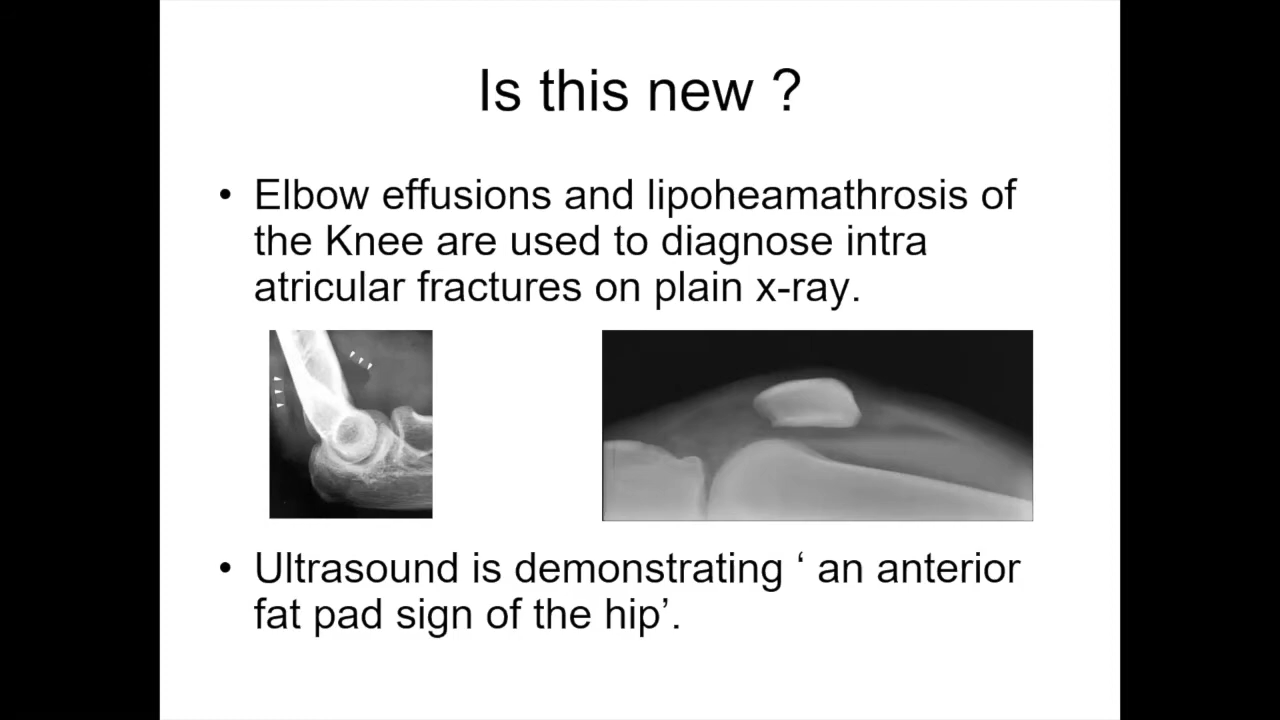 Is this new ?
• Elbow effusions and lipoheamathrosis of
the Knee are used to diagnose intra
atricular fractures on plain x-ray.
• Ultrasound is demonstrating ‘ an anterior
fat pad sign of the hip’.